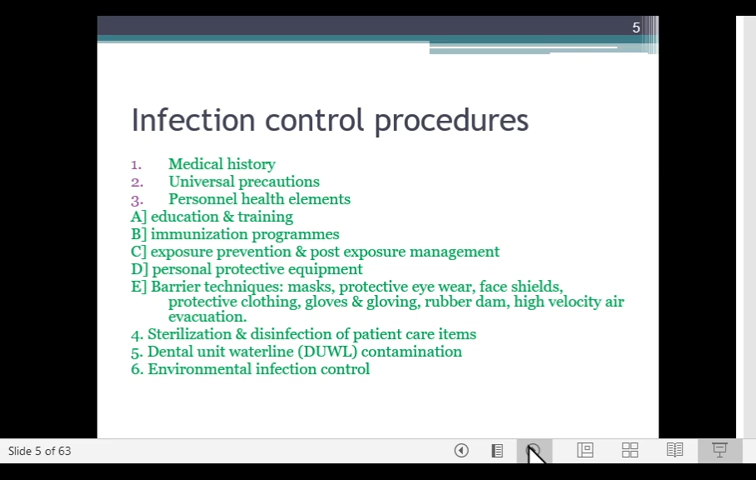 5
Infection control procedures
1. Medical history
2. Universal precautions
3. Personnel health elements
A] education & training
B] immunization programmes
C] exposure prevention & post exposure management
D] personal protective equipment
E] Barrier techniques: masks, protective eye wear, face shields,
protective clothing, gloves & gloving, rubber dam, high velocity air
evacuation.
4. Sterilization & disinfection of patient care items
5. Dental unit waterline (DUWL) contamination
6. Environmental infection control
Slide 5 of 63